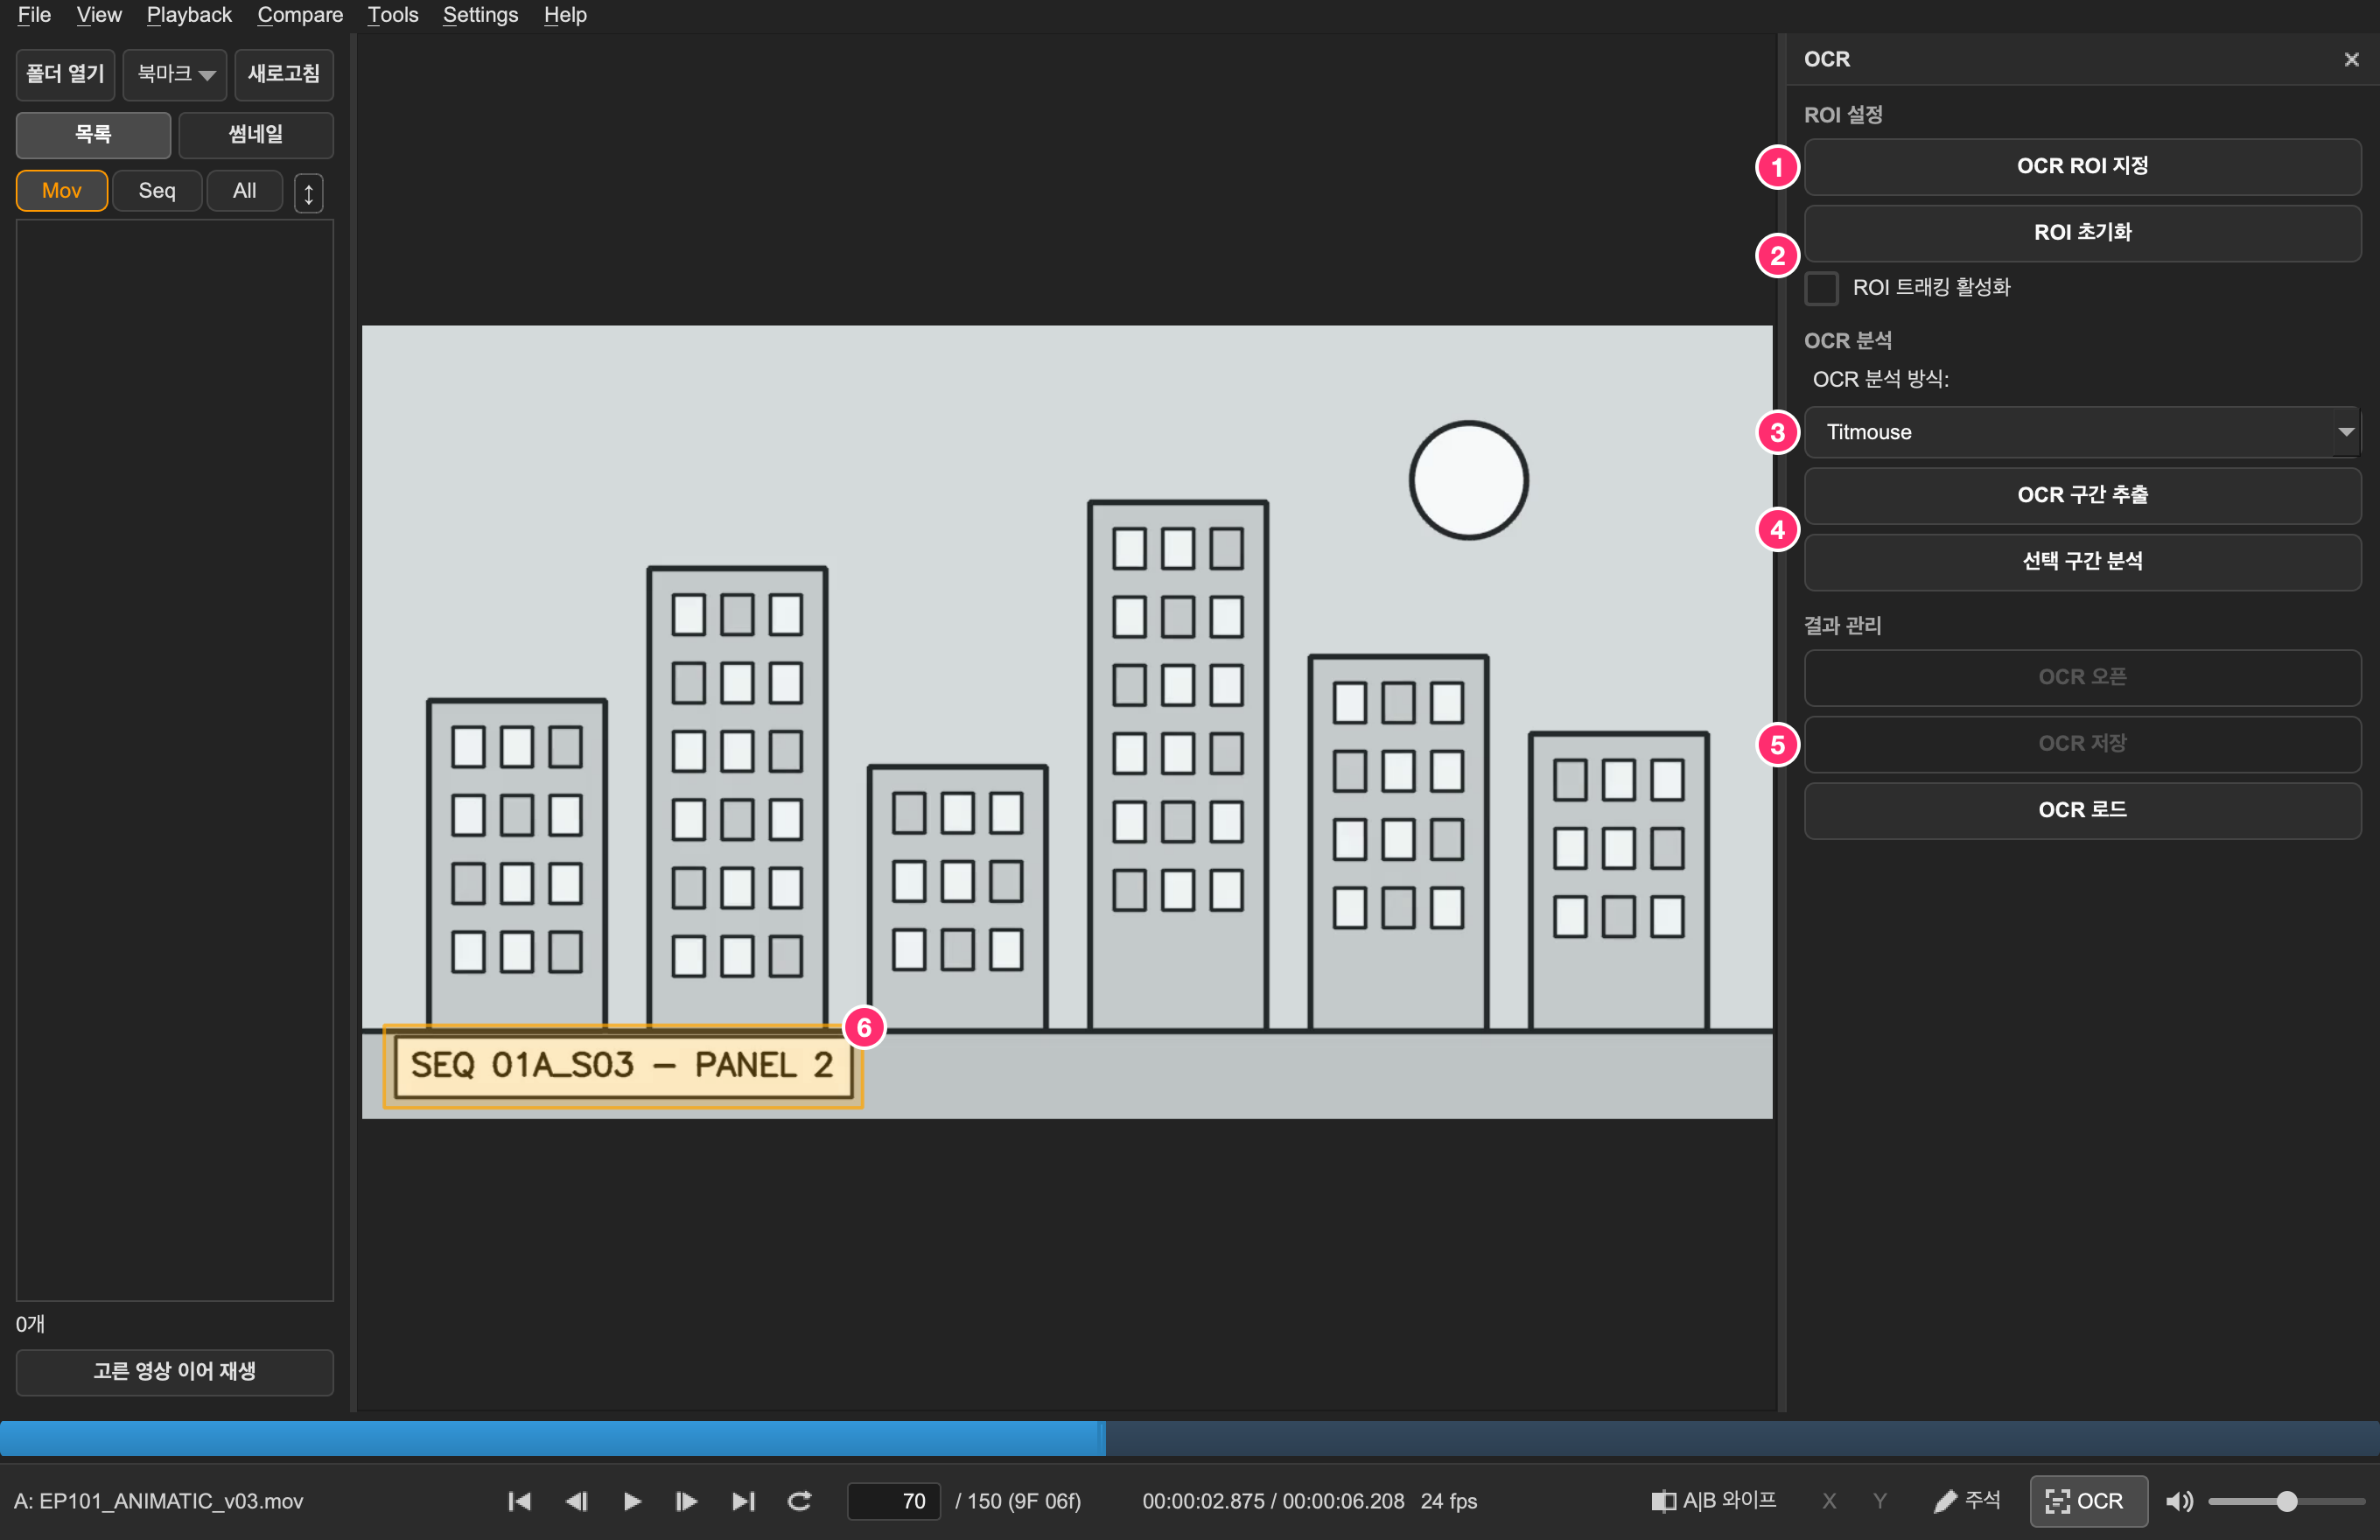 File View Playback Compare Tools Settings Help
폴더 열기 북마크 새로고침
목록 썸네일
Mov Seq All
0개
고른 영상 이어 재생
SEQ 01A_S03 – PANEL 2
6
OCR
ROI 설정
1 OCR ROI 지정
ROI 초기화
2
ROI 트래킹 활성화
OCR 분석
OCR 분석 방식:
3 Titmouse
OCR 구간 추출
4
선택 구간 분석
결과 관리
OCR 오픈
5 OCR 저장
OCR 로드
A: EP101_ANIMATIC_v03.mov 70 / 150 (9F 06f) 00:00:02.875 / 00:00:06.208 24 fps A|B 와이프 X Y 주석 OCR